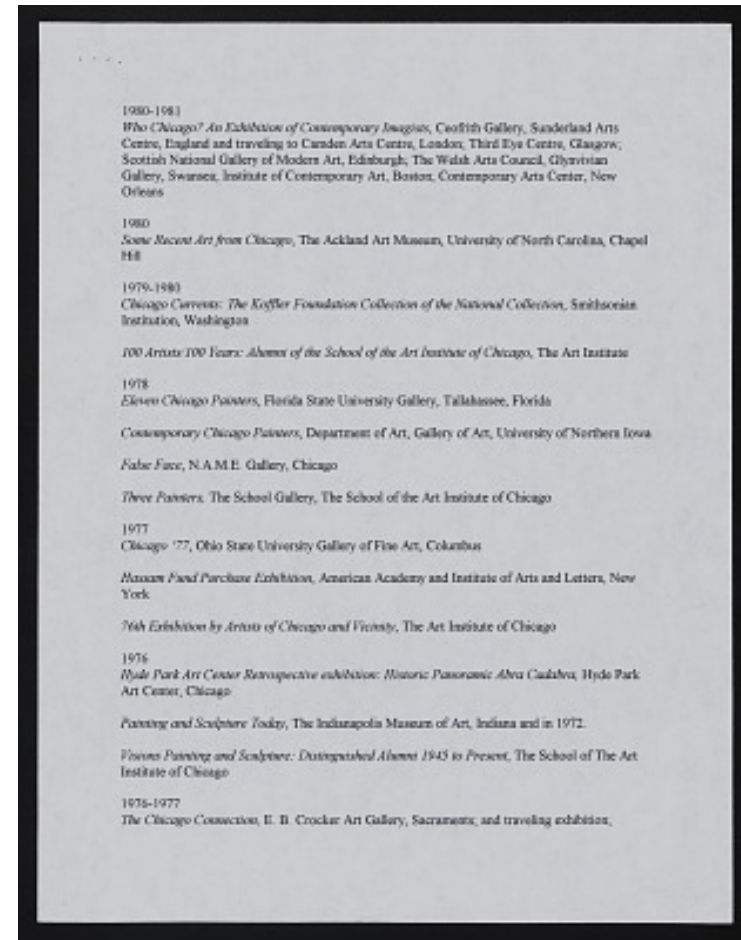 1980-1981
Who Chicago? An Exhibition of Contemporary Imagists, Ceolfrith Gallery, Sunderland Arts
Centre, England and traveling to Camden Arts Centre, London; Third Eye Centre, Glasgow;
Scottish National Gallery of Modern Art, Edinburgh; The Welsh Arts Council, Glynvivian
Gallery, Swansea, Institute of Contemporary Art, Boston, Contemporary Arts Center, New
Orleans
1980
Some Recent Art from Chicago, The Ackland Art Museum, University of North Carolina, Chapel
Hill
1979-1980
Chicago Currents: The Koffler Foundation Collection of the National Collection, Smithsonian
Institution, Washington
100 Artists 100 Years: Alumni of the School of the Art Institute of Chicago, The Art Institute
1978
Eleven Chicago Painters, Florida State University Gallery, Tallahassee, Florida
Contemporary Chicago Painters, Department of Art, Gallery of Art, University of Northern Iowa
False Face, N.A.M.E. Gallery, Chicago
Three Painters, The School Gallery, The School of the Art Institute of Chicago
1977
Chicago '77, Ohio State University Gallery of Fine Art, Columbus
Hassam Fund Purchase Exhibition, American Academy and Institute of Arts and Letters, New
York
76th Exhibition by Artists of Chicago and Vicinity, The Art Institute of Chicago
1976
Hyde Park Art Center Retrospective exhibition: Historic Panoramic Abra Cadabra, Hyde Park
Art Center, Chicago
Painting and Sculpture Today, The Indianapolis Museum of Art, Indiana and in 1972.
Visions Painting and Sculpture: Distinguished Alumni 1945 to Present, The School of The Art
Institute of Chicago
1976-1977
The Chicago Connection, E. B. Crocker Art Gallery, Sacramento, and traveling exhibition,